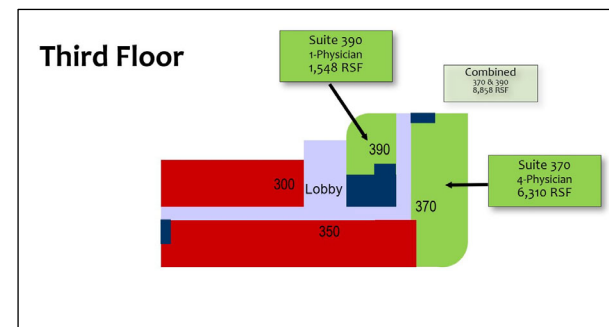 Third Floor
Suite 390
1-Physician
1,548 RSF
Combined
370 & 390
8,858 RSF
390
300
Lobby
Suite 370
4-Physician
6,310 RSF
370
350